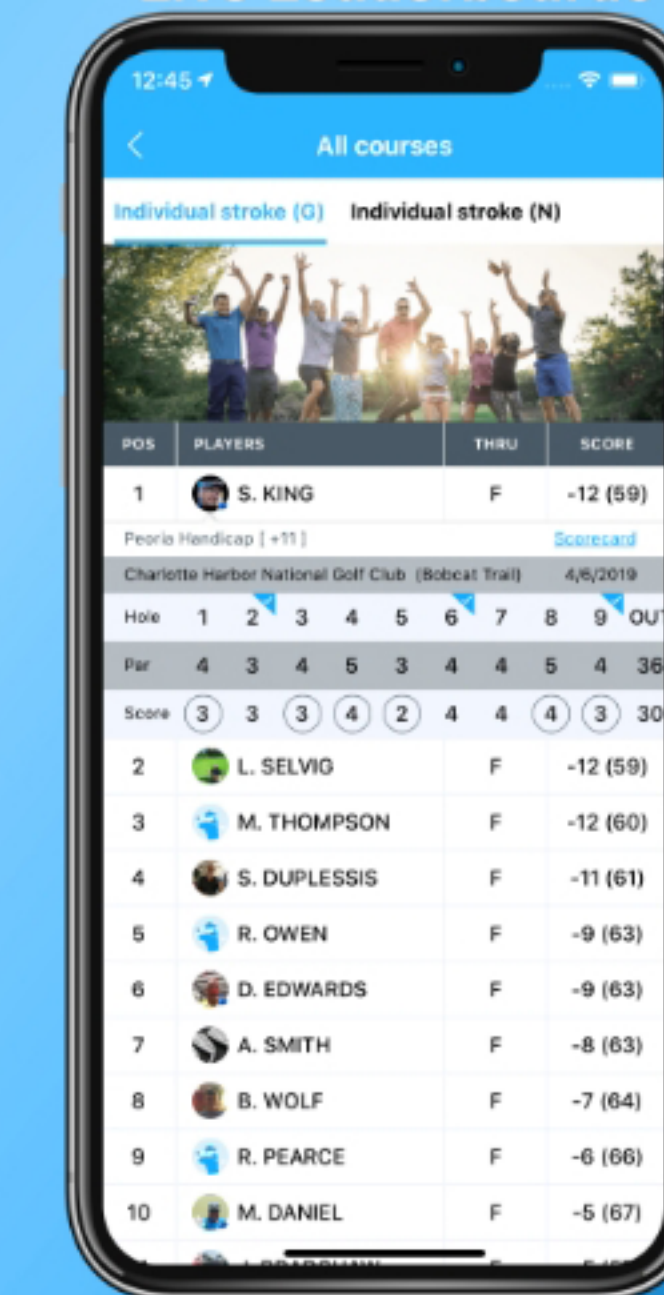 12:45
All courses
Individual stroke (G) Individual stroke (N)
POS PLAYERS THRU SCORE
1 S. KING F -12 (59)
Peoria Handicap [ +11 ] Scorecard
Charlotte Harbor National Golf Club (Bobcat Trail) 4/6/2019
Hole 1 2 3 4 5 6 7 8 9 OUT
Par 4 3 4 5 3 4 4 5 4 36
Score 3 3 3 4 2 4 4 4 3 30
2 L. SELVIG F -12 (59)
3 M. THOMPSON F -12 (60)
4 S. DUPLESSIS F -11 (61)
5 R. OWEN F -9 (63)
6 D. EDWARDS F -9 (63)
7 A. SMITH F -8 (63)
8 B. WOLF F -7 (64)
9 R. PEARCE F -6 (66)
10 M. DANIEL F -5 (67)